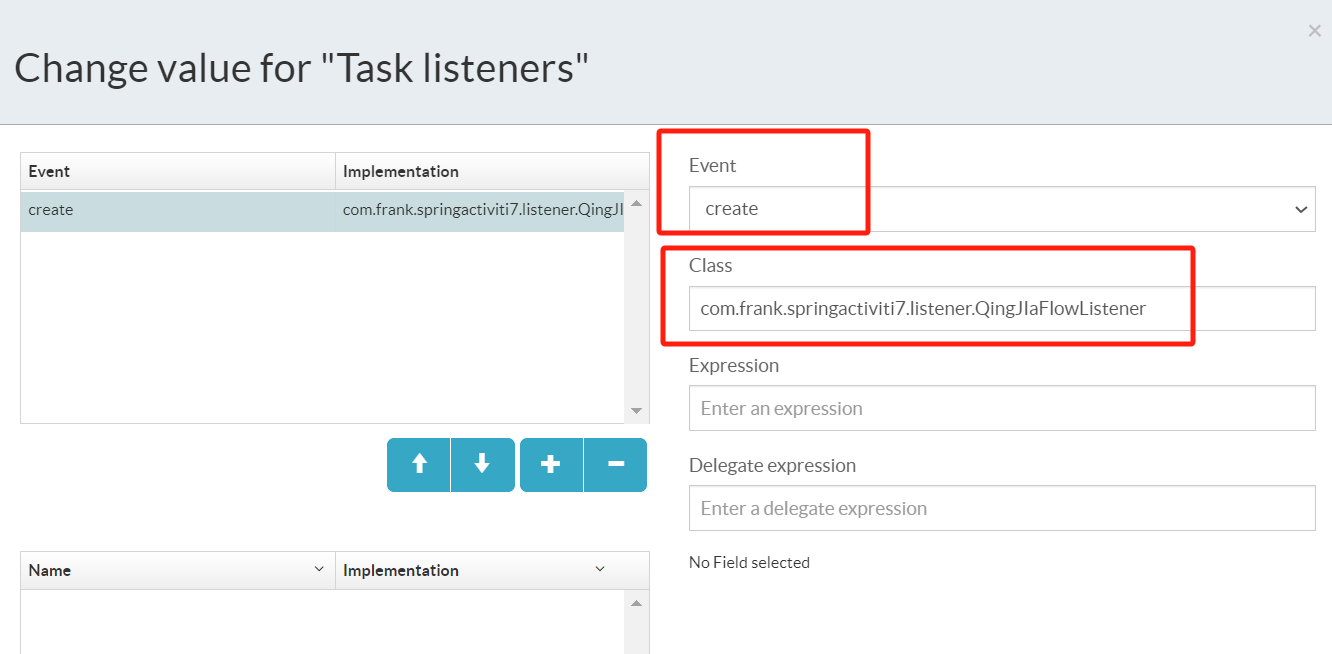 ×
Change value for "Task listeners"
Event Implementation
create com.frank.springactiviti7.listener.QingJI
Name Implementation
Event
create
Class
com.frank.springactiviti7.listener.QingJIaFlowListener
Expression
Enter an expression
Delegate expression
Enter a delegate expression
No Field selected